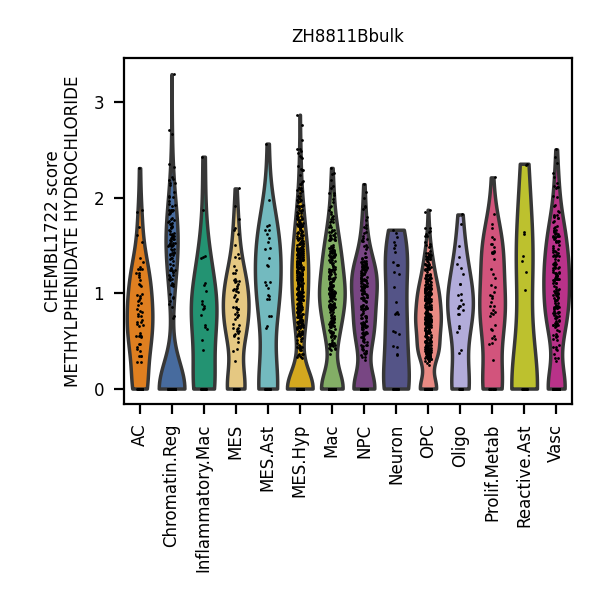 ZH8811Bbulk
CHEMBL1722 score
METHYLPHENIDATE HYDROCHLORIDE
3
2
1
0
AC
Chromatin.Reg
Inflammatory.Mac
MES
MES.Ast
MES.Hyp
Mac
NPC
Neuron
OPC
Oligo
Prolif.Metab
Reactive.Ast
Vasc